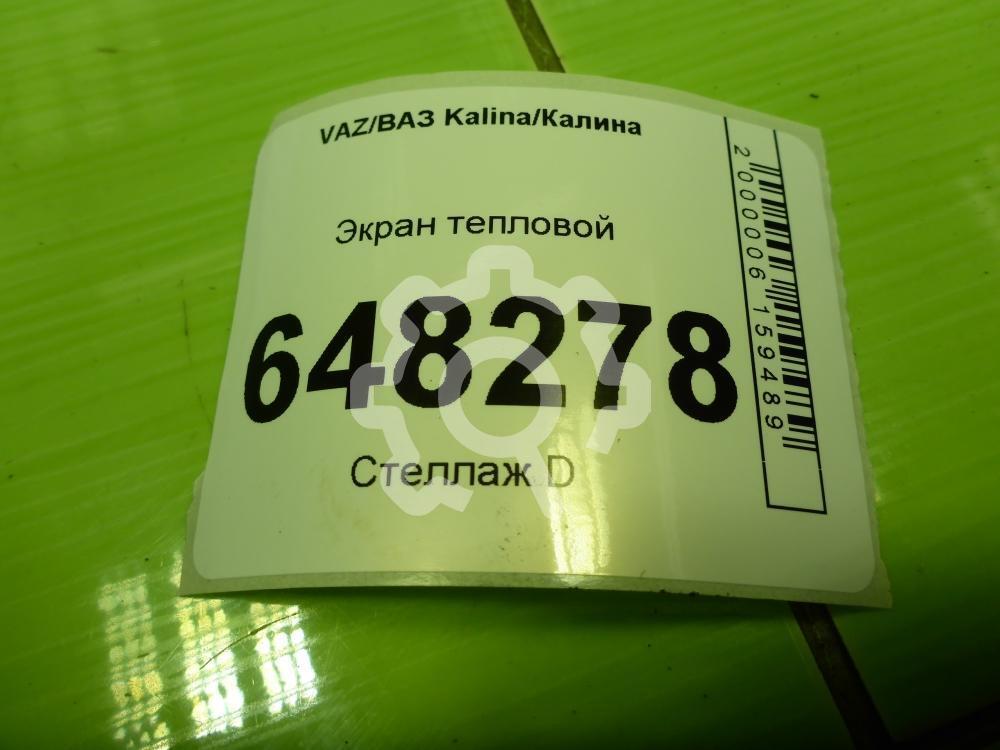 VAZ/ВАЗ Kalina/Калина
Экран тепловой
648278
Стеллаж D
2000006159489